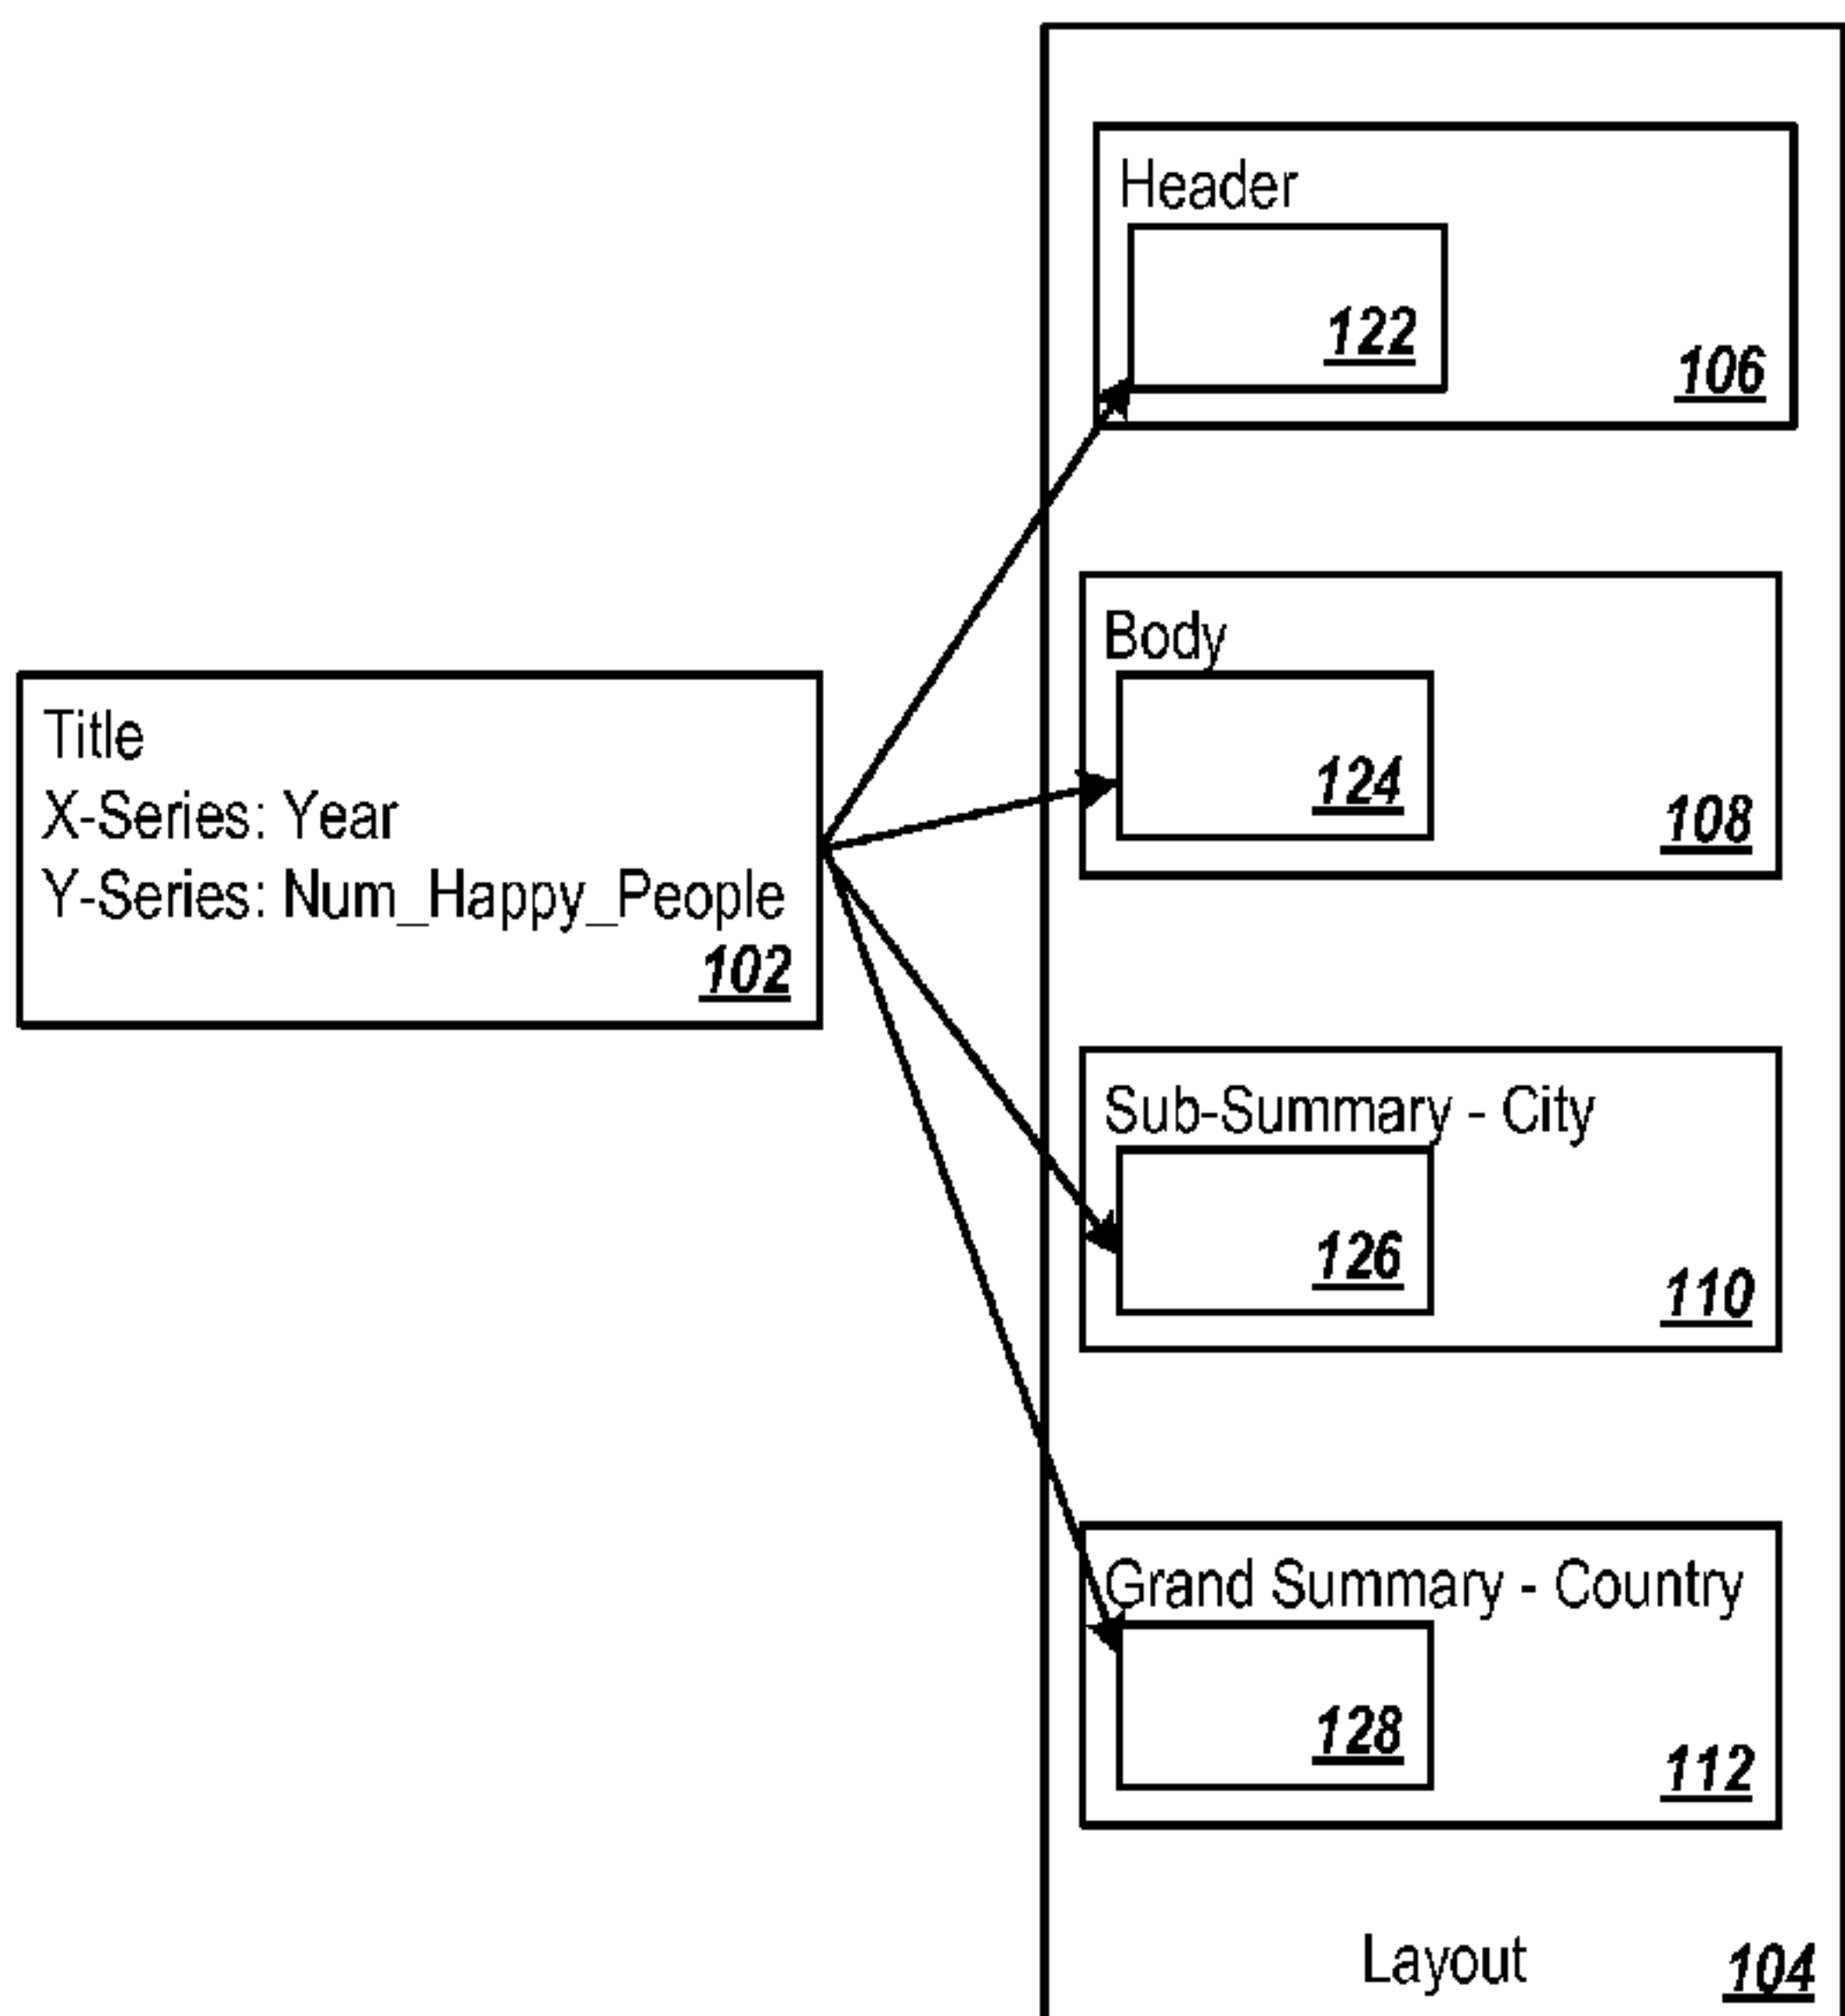 Header
122
106
Body
124
108
Title
X-Series: Year
Y-Series: Num_Happy_People
102
Sub-Summary - City
126
110
Grand Summary - Country
128
112
Layout 104